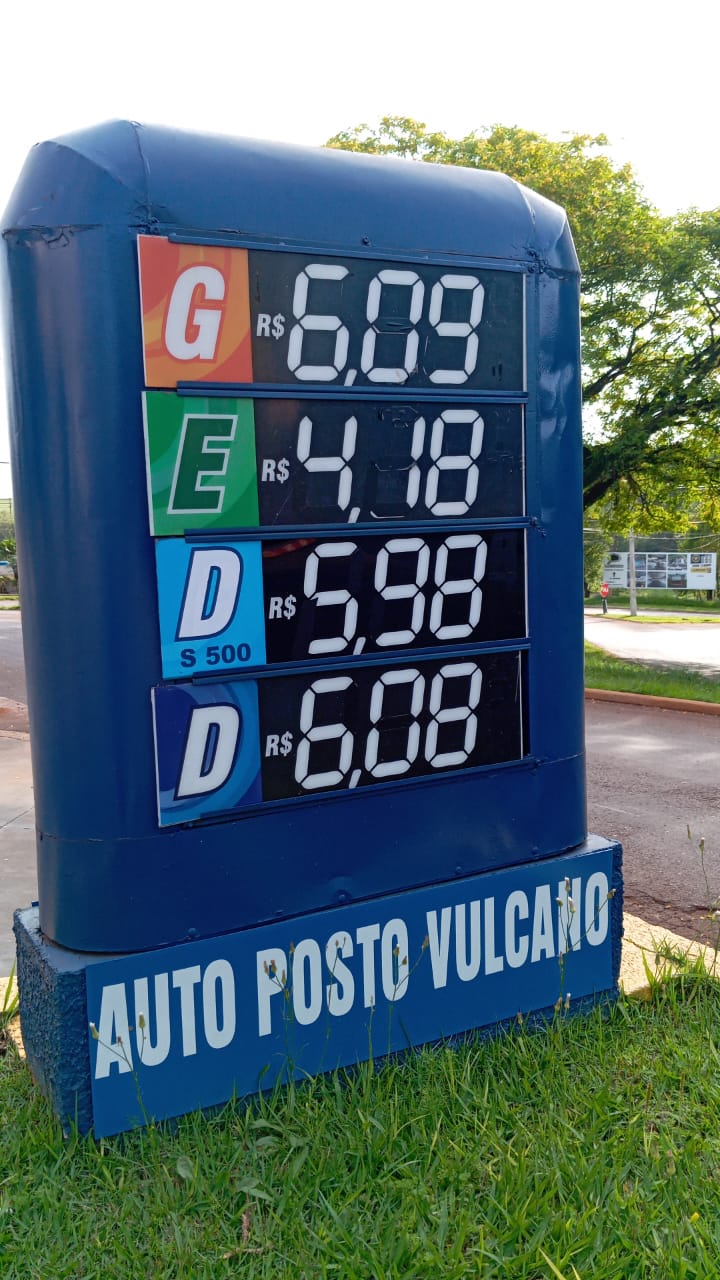 G R$ 6,09
E R$ 4,18
D S 500 R$ 5,98
D R$ 6,08
AUTO POSTO VULCANO